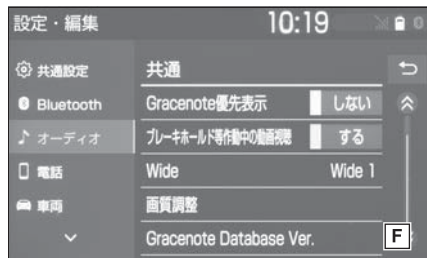 設定・編集 10:19
共通設定
Bluetooth
オーディオ
電話
車両
共通
Gracenote優先表示 しない
ブレーキホールド等作動中の動画視聴 する
Wide Wide 1
画質調整
Gracenote Database Ver.
F